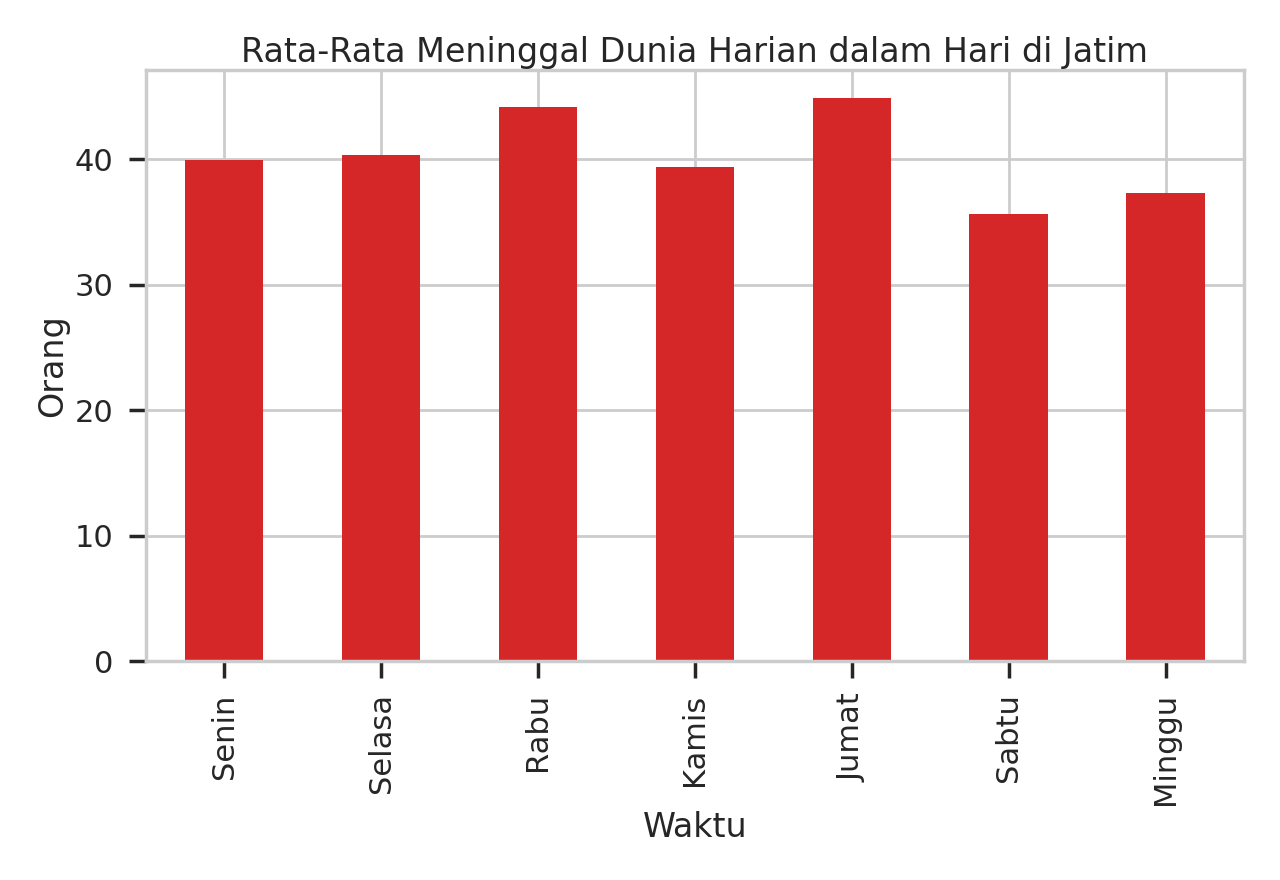 Rata-Rata Meninggal Dunia Harian dalam Hari di Jatim
Orang
40
30
20
10
0
Senin
Selasa
Rabu
Kamis
Jumat
Sabtu
Minggu
Waktu